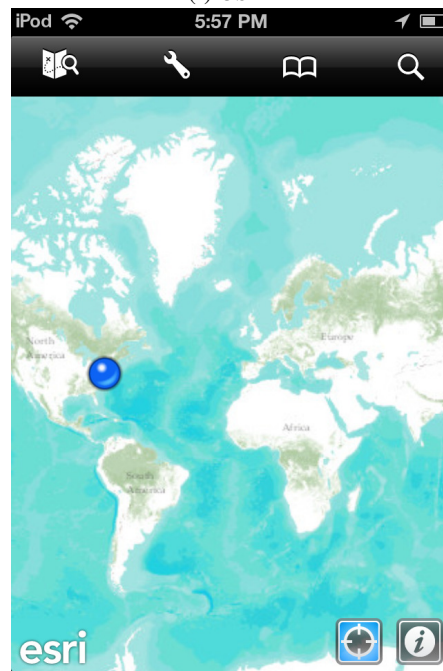 iPod 5:57 PM
North
America
Europe
Africa
South
America
esri
i